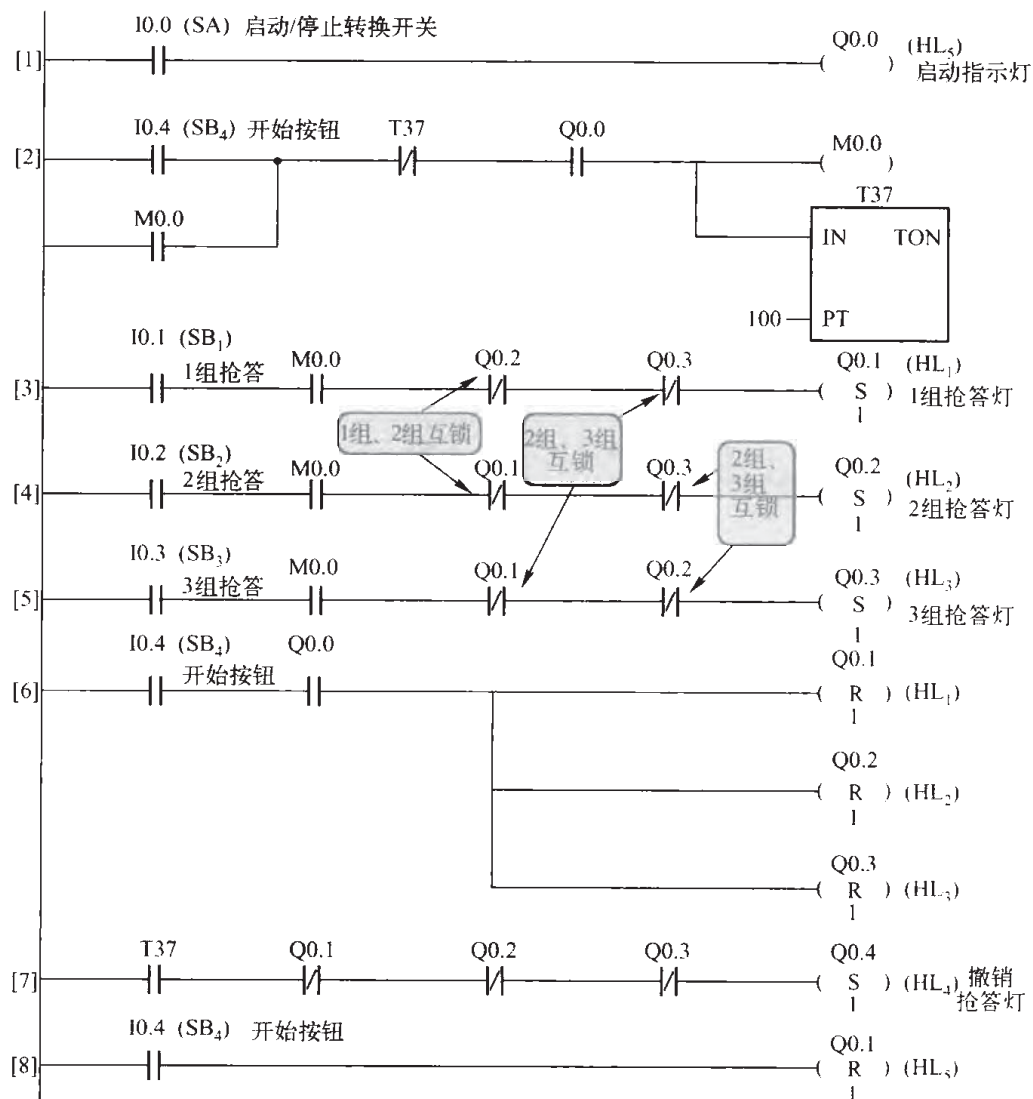 I0.0 (SA) 启动/停止转换开关
[1]
Q0.0
(HL₅)
启动指示灯
I0.4 (SB₄) 开始按钮
T37
Q0.0
[2]
M0.0
T37
M0.0
IN TON
100
PT
I0.1 (SB₁)
1组抢答
M0.0
Q0.2
Q0.3
Q0.1
(HL₁)
[3]
S
1
1组抢答灯
1组、2组互锁
2组、3组
互锁
2组、
3组
互锁
I0.2 (SB₂)
2组抢答
M0.0
Q0.1
Q0.3
Q0.2
(HL₂)
[4]
S
1
2组抢答灯
I0.3 (SB₃)
3组抢答
M0.0
Q0.1
Q0.2
Q0.3
(HL₃)
[5]
S
1
3组抢答灯
I0.4 (SB₄)
开始按钮
Q0.0
Q0.1
[6]
R
1
(HL₁)
Q0.2
R
1
(HL₂)
Q0.3
R
1
(HL₃)
T37
Q0.1
Q0.2
Q0.3
Q0.4
[7]
S
1
(HL₄)
撤销
抢答灯
I0.4 (SB₄) 开始按钮
Q0.1
[8]
R
1
(HL₅)